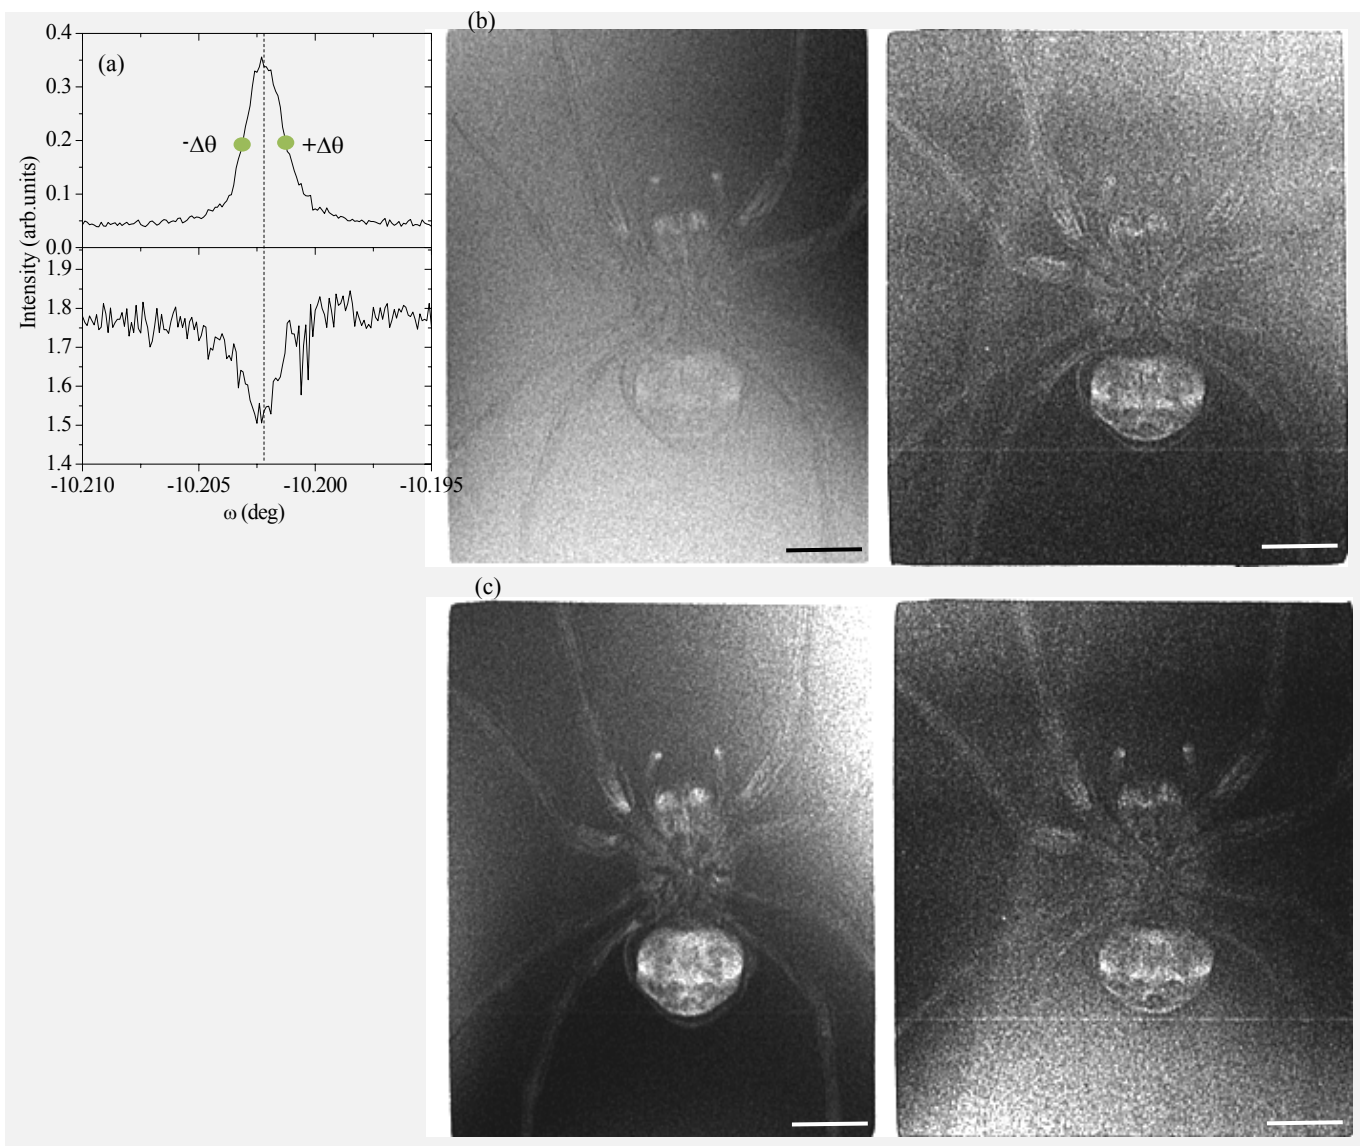 (a)
0.4
0.3
0.2
0.1
0.0
-Δθ
+Δθ
Intensity (arb.units)
1.9
1.8
1.7
1.6
1.5
1.4
-10.210
-10.205
-10.200
-10.195
ω (deg)
(b)
(c)